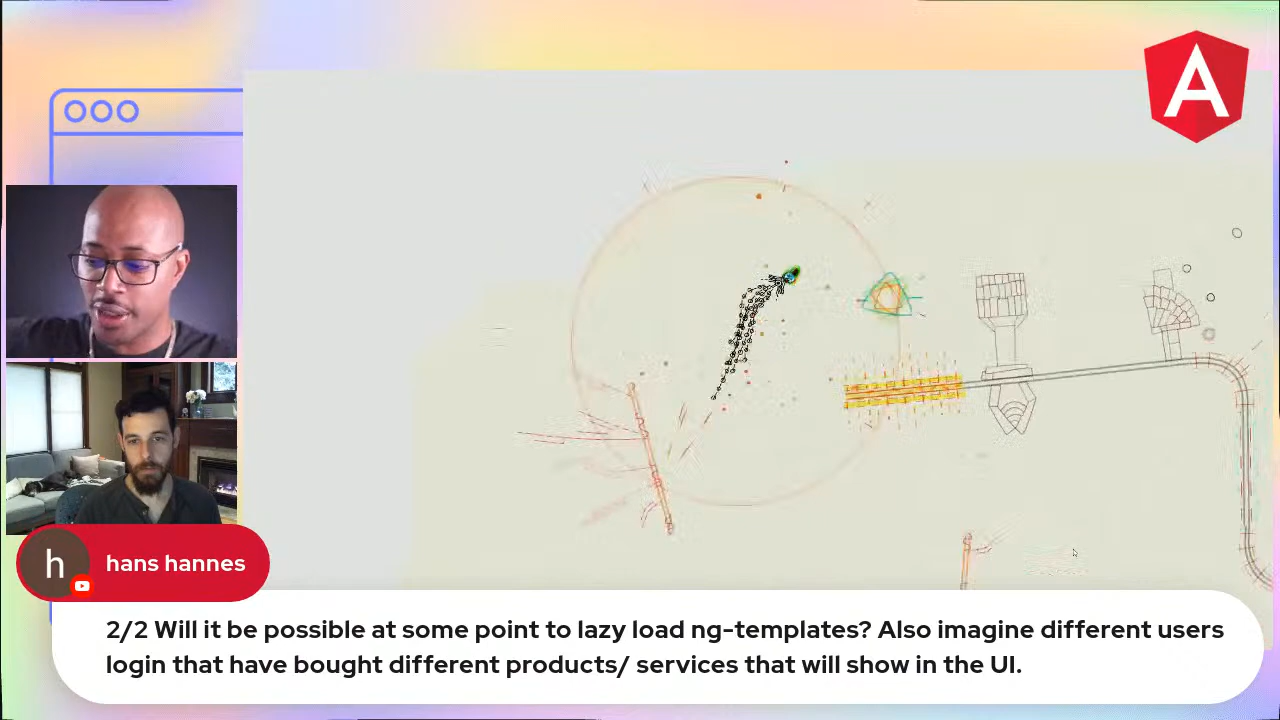 A
h
hans hannes
2/2 Will it be possible at some point to lazy load ng-templates? Also imagine different users
login that have bought different products/ services that will show in the UI.